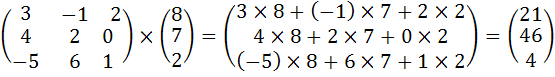 (3 −1 2
4 2 0
−5 6 1) × (8
7
2) = (3 × 8 + (−1) × 7 + 2 × 2
4 × 8 + 2 × 7 + 0 × 2
(−5) × 8 + 6 × 7 + 1 × 2) = (21
46
4)